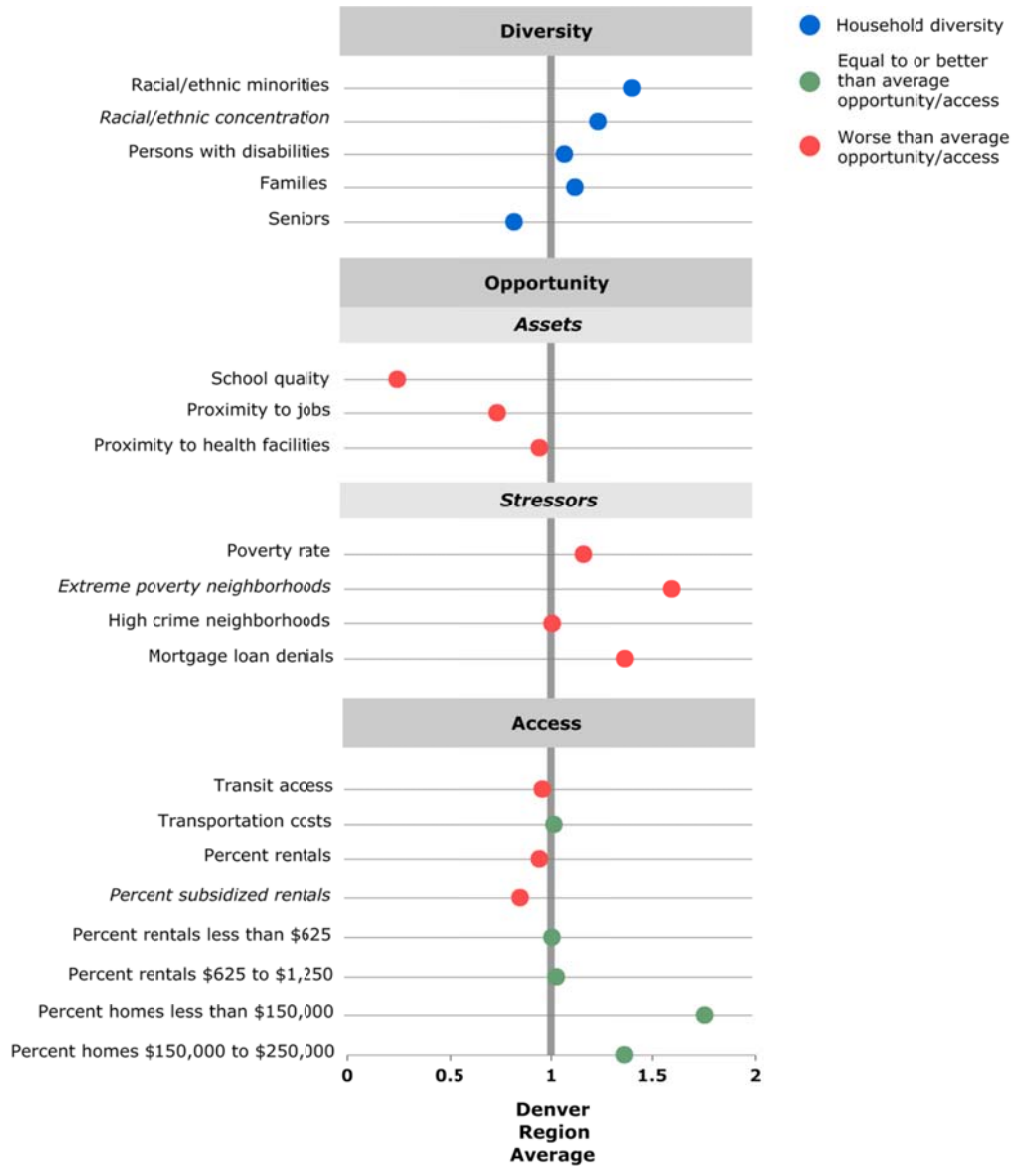 Diversity
Household diversity
Equal to or better
than average
opportunity/access
Worse than average
opportunity/access
Racial/ethnic minorities
Racial/ethnic concentration
Persons with disabilities
Families
Seniors
Opportunity
Assets
School quality
Proximity to jobs
Proximity to health facilities
Stressors
Poverty rate
Extreme poverty neighborhoods
High crime neighborhoods
Mortgage loan denials
Access
Transit access
Transportation costs
Percent rentals
Percent subsidized rentals
Percent rentals less than $625
Percent rentals $625 to $1,250
Percent homes less than $150,000
Percent homes $150,000 to $250,000
0 0.5 1 1.5 2
Denver
Region
Average